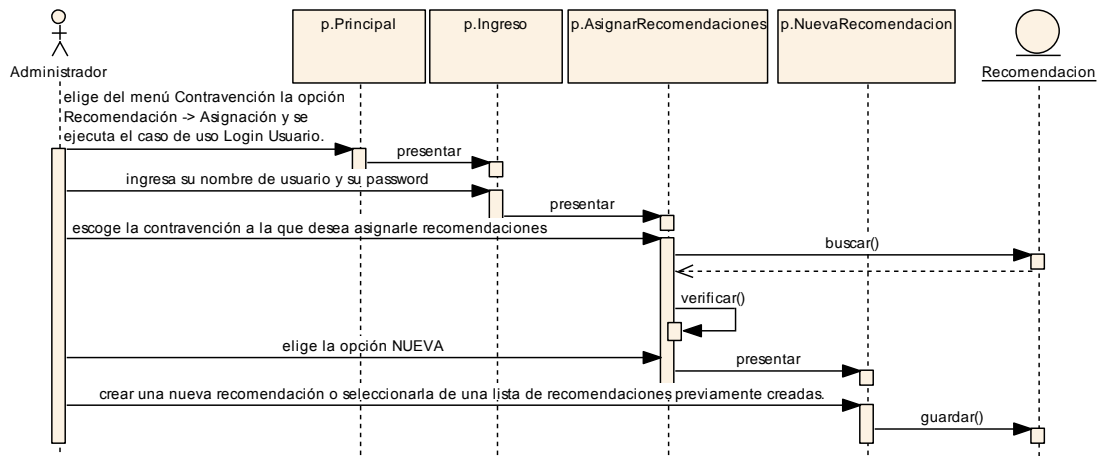 p.Principal
p.Ingreso
p.AsignarRecomendaciones
p.NuevaRecomendacion
Administrador
Recomendacion
elige del menú Contravención la opción
Recomendación -> Asignación y se
ejecuta el caso de uso Login Usuario.
presentar
ingresa su nombre de usuario y su password
presentar
escoge la contravención a la que desea asignarle recomendaciones
buscar()
verificar()
elige la opción NUEVA
presentar
crear una nueva recomendación o seleccionarla de una lista de recomendaciones previamente creadas.
guardar()